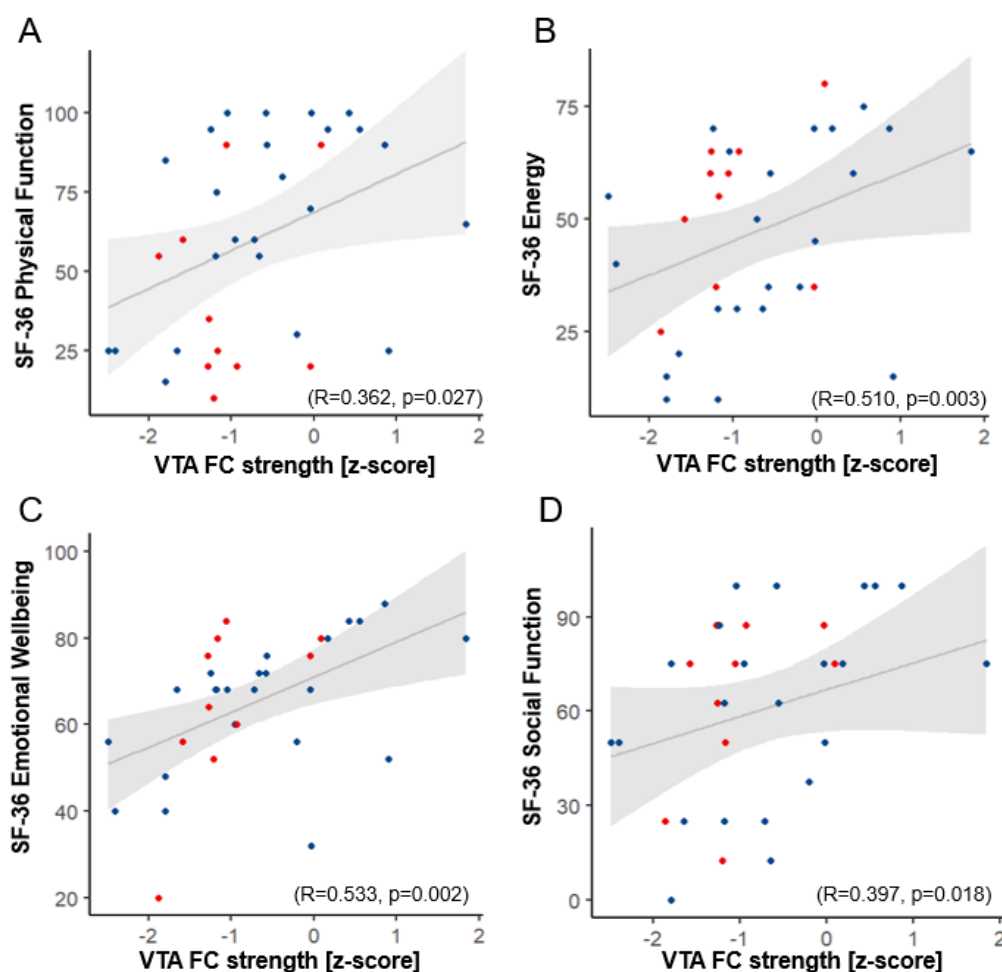 A
SF-36 Physical Function
100
75
50
25
(R=0.362, p=0.027)
-2
-1
0
1
2
VTA FC strength [z-score]
B
SF-36 Energy
75
50
25
(R=0.510, p=0.003)
-2
-1
0
1
2
VTA FC strength [z-score]
C
SF-36 Emotional Wellbeing
100
80
60
40
20
(R=0.533, p=0.002)
-2
-1
0
1
2
VTA FC strength [z-score]
D
SF-36 Social Function
90
60
30
0
(R=0.397, p=0.018)
-2
-1
0
1
2
VTA FC strength [z-score]